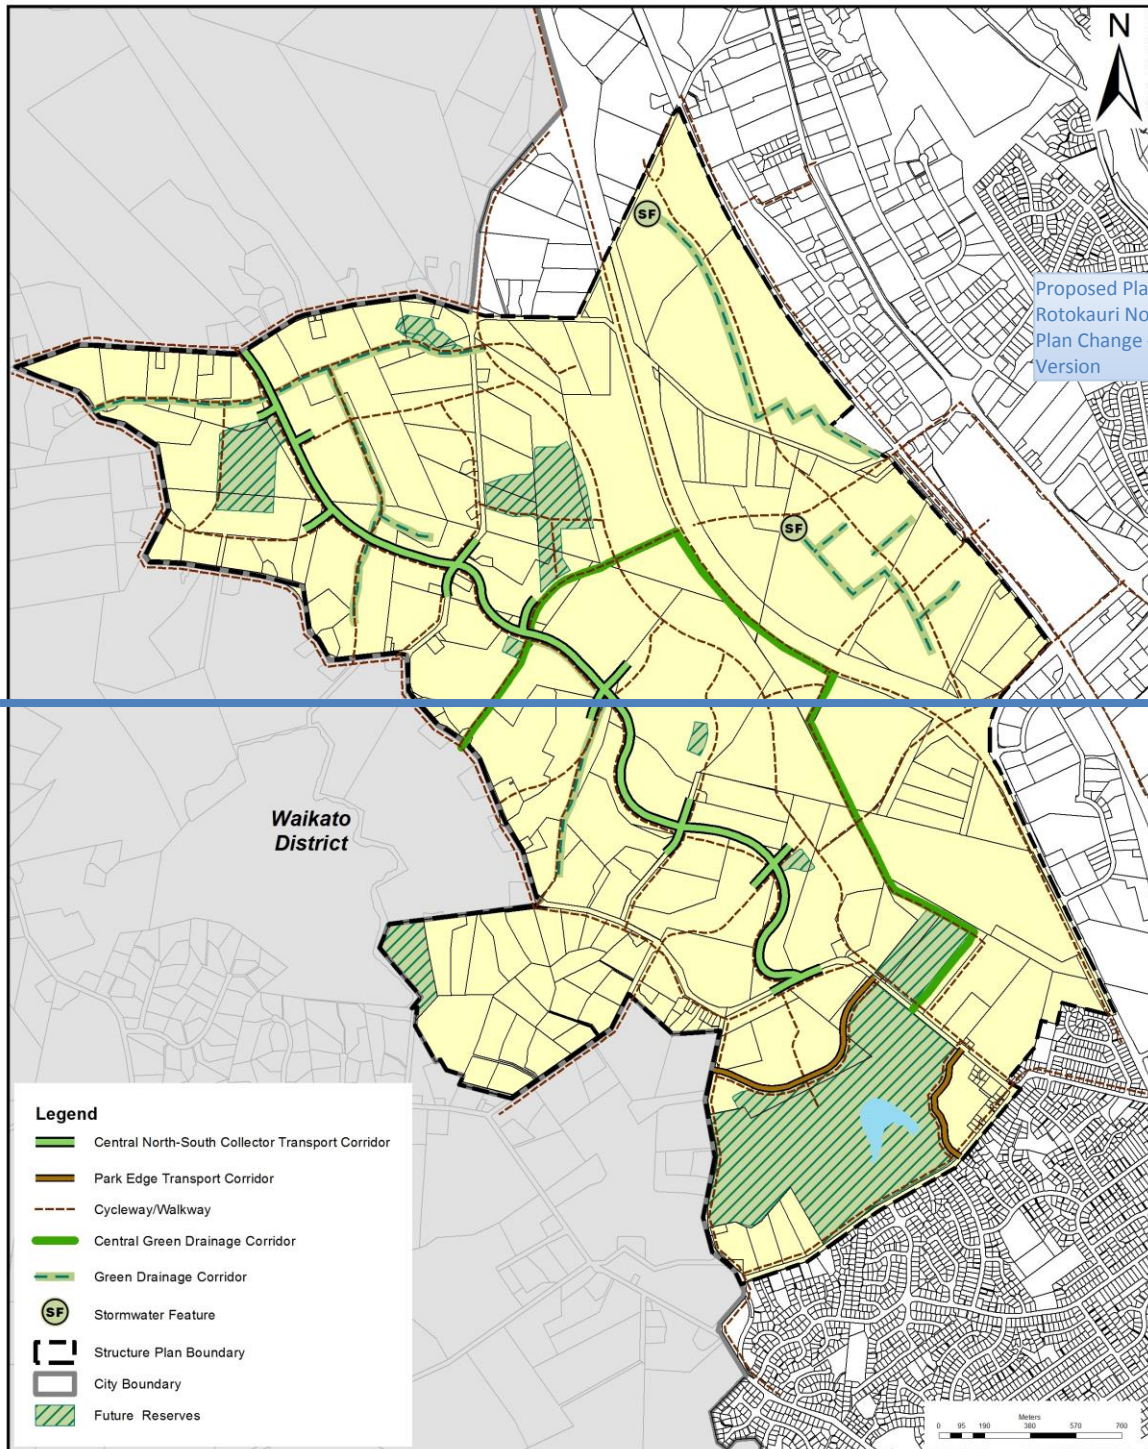 N
SF
Proposed Pla
Rotokauri No
Plan Change
Version
SF
Waikato
District
Legend
Central North-South Collector Transport Corridor
Park Edge Transport Corridor
Cycleway/Walkway
Central Green Drainage Corridor
Green Drainage Corridor
SF Stormwater Feature
Structure Plan Boundary
City Boundary
Future Reserves
Meters
0 95 190 380 570 760